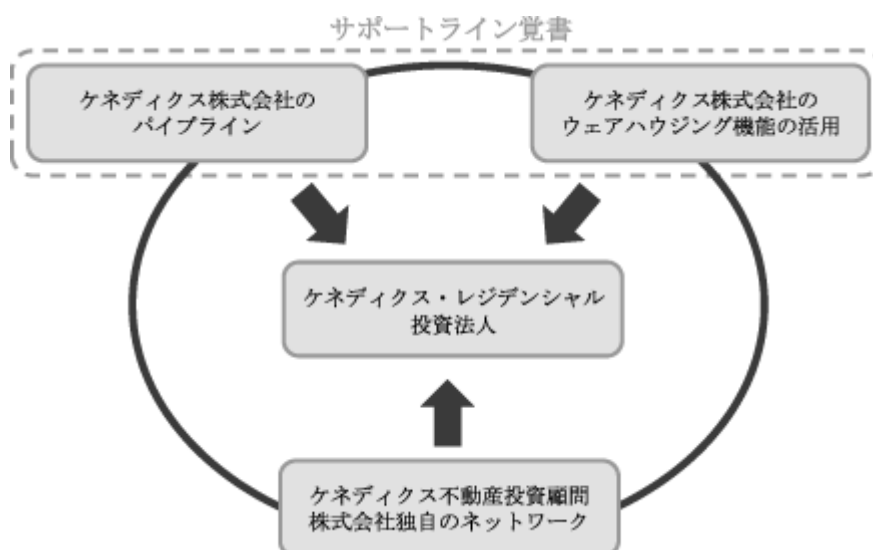 サポートライン覚書
ケネディクス株式会社の
パイプライン
ケネディクス株式会社の
ウェアハウジング機能の活用
ケネディクス・レジデンシャル
投資法人
ケネディクス不動産投資顧問
株式会社独自のネットワーク